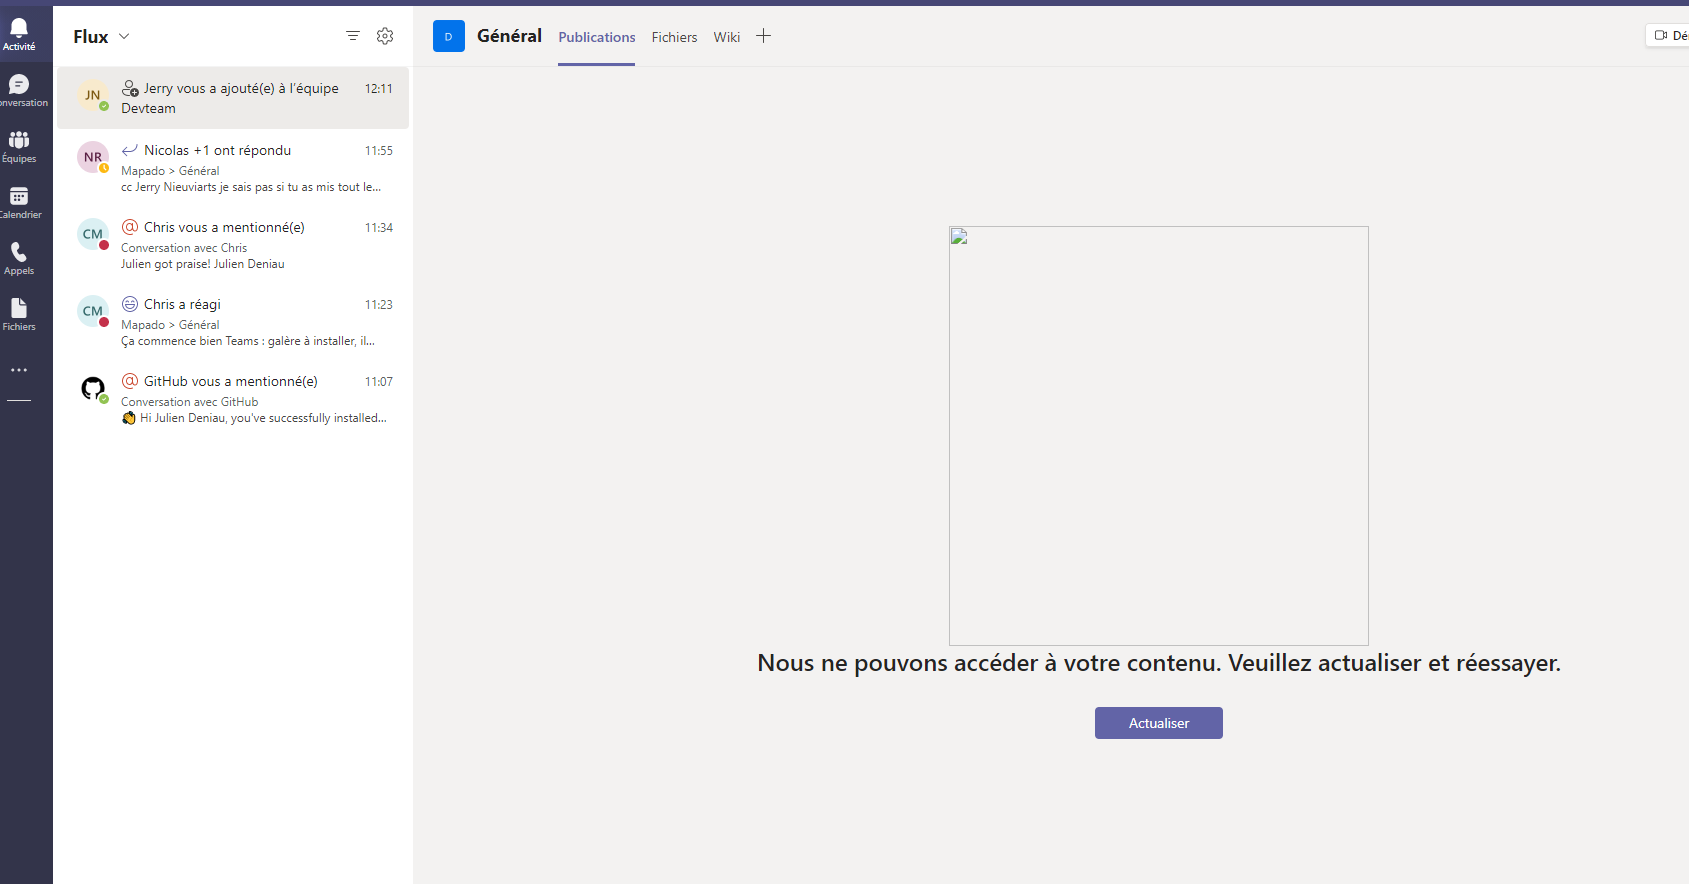 Activité
onversation
Équipes
Calendrier
Appels
Fichiers
Flux
JN
Jerry vous a ajouté(e) à l'équipe
Devteam
12:11
NR
Nicolas +1 ont répondu
11:55
Mapado > Général
cc Jerry Nieuviarts je sais pas si tu as mis tout le...
CM
@ Chris vous a mentionné(e)
11:34
Conversation avec Chris
Julien got praise! Julien Deniau
CM
Chris a réagi
11:23
Mapado > Général
Ça commence bien Teams : galère à installer, il...
@ GitHub vous a mentionné(e)
11:07
Conversation avec GitHub
👏 Hi Julien Deniau, you've successfully installed...
D
Général
Publications
Fichiers
Wiki
Dé
Nous ne pouvons accéder à votre contenu. Veuillez actualiser et réessayer.
Actualiser